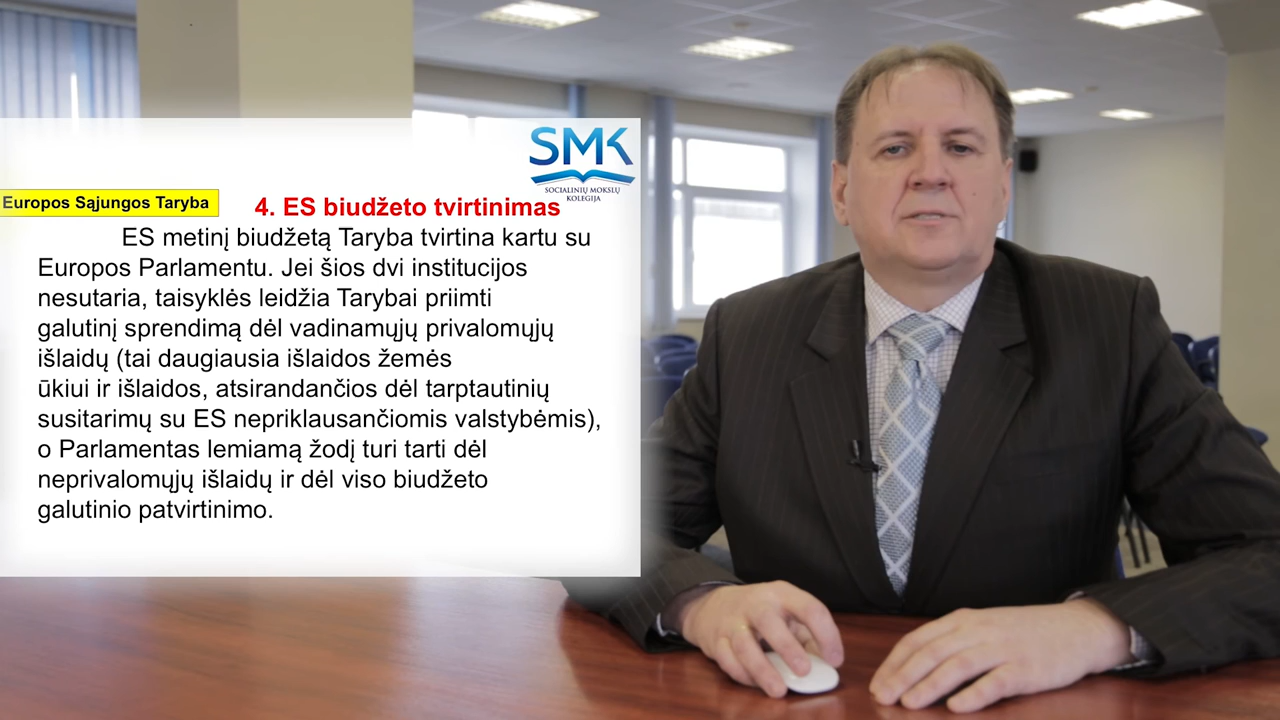 SMK
SOCIALINIŲ MOKSLŲ
KOLEGIJA
Europos Sąjungos Taryba
4. ES biudžeto tvirtinimas
ES metinį biudžetą Taryba tvirtina kartu su
Europos Parlamentu. Jei šios dvi institucijos
nesutaria, taisyklės leidžia Tarybai priimti
galutinį sprendimą dėl vadinamųjų privalomųjų
išlaidų (tai daugiausia išlaidos žemės
ūkiui ir išlaidos, atsirandančios dėl tarptautinių
susitarimų su ES nepriklausančiomis valstybėmis),
o Parlamentas lemiamą žodį turi tarti dėl
neprivalomųjų išlaidų ir dėl viso biudžeto
galutinio patvirtinimo.